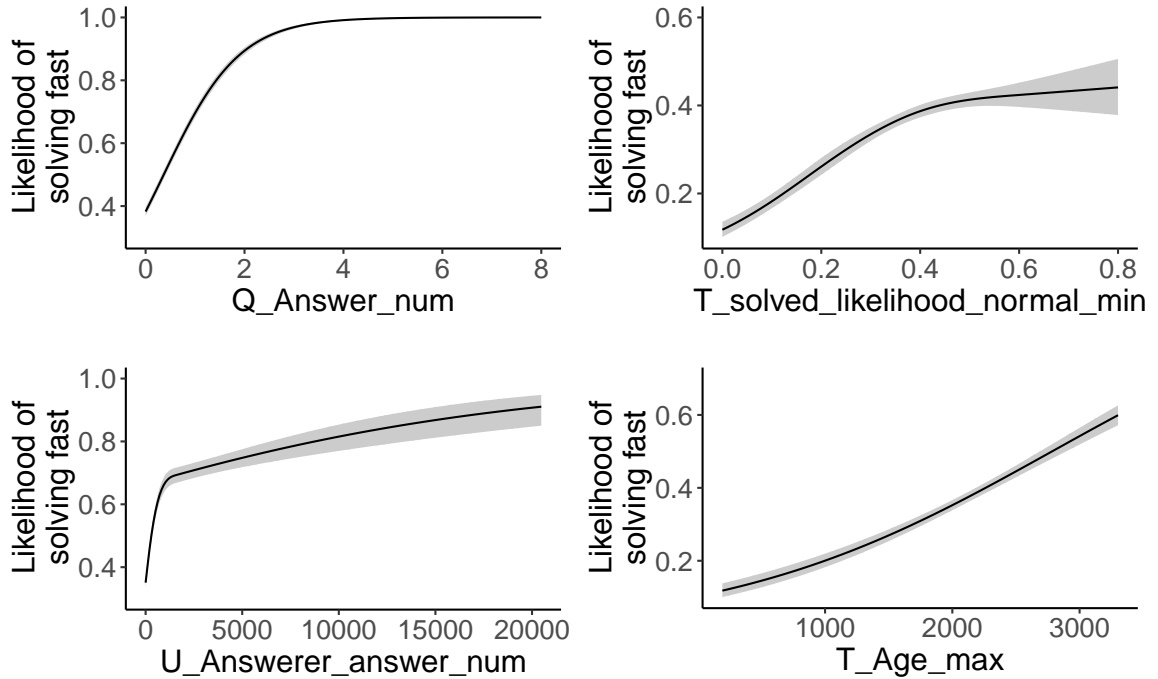 Likelihood of
solving fast
1.0
0.8
0.6
0.4
0 2 4 6 8
Q_Answer_num
Likelihood of
solving fast
0.6
0.4
0.2
0.0 0.2 0.4 0.6 0.8
T_solved_likelihood_normal_min
Likelihood of
solving fast
1.0
0.8
0.6
0.4
0 5000 10000 15000 20000
U_Answerer_answer_num
Likelihood of
solving fast
0.6
0.4
0.2
1000 2000 3000
T_Age_max